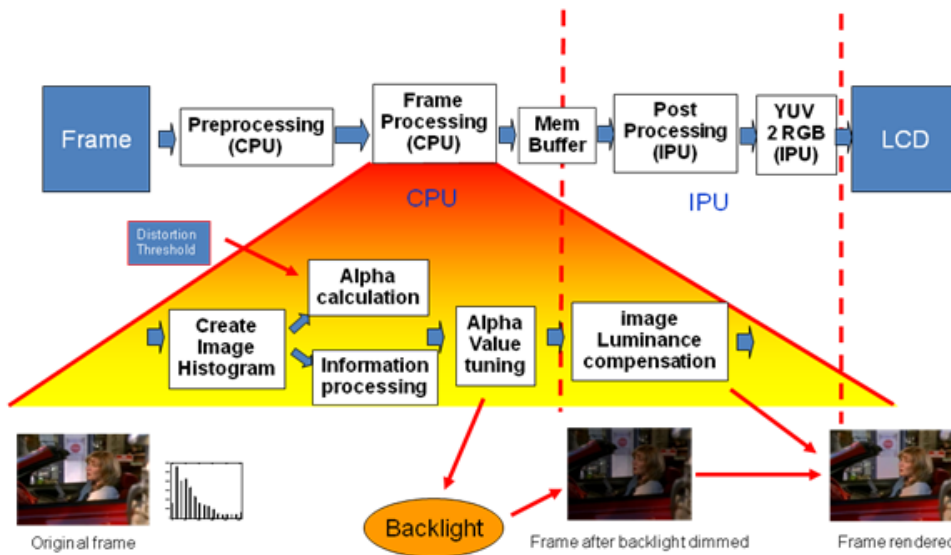 Frame
Preprocessing
(CPU)
Frame
Processing
(CPU)
Mem
Buffer
Post
Processing
(IPU)
YUV
2 RGB
(IPU)
LCD
CPU
IPU
Distortion
Threshold
Alpha
calculation
Create
Image
Histogram
Information
processing
Alpha
Value
tuning
image
Luminance
compensation
Backlight
Original frame
Frame after backlight dimmed
Frame rendered